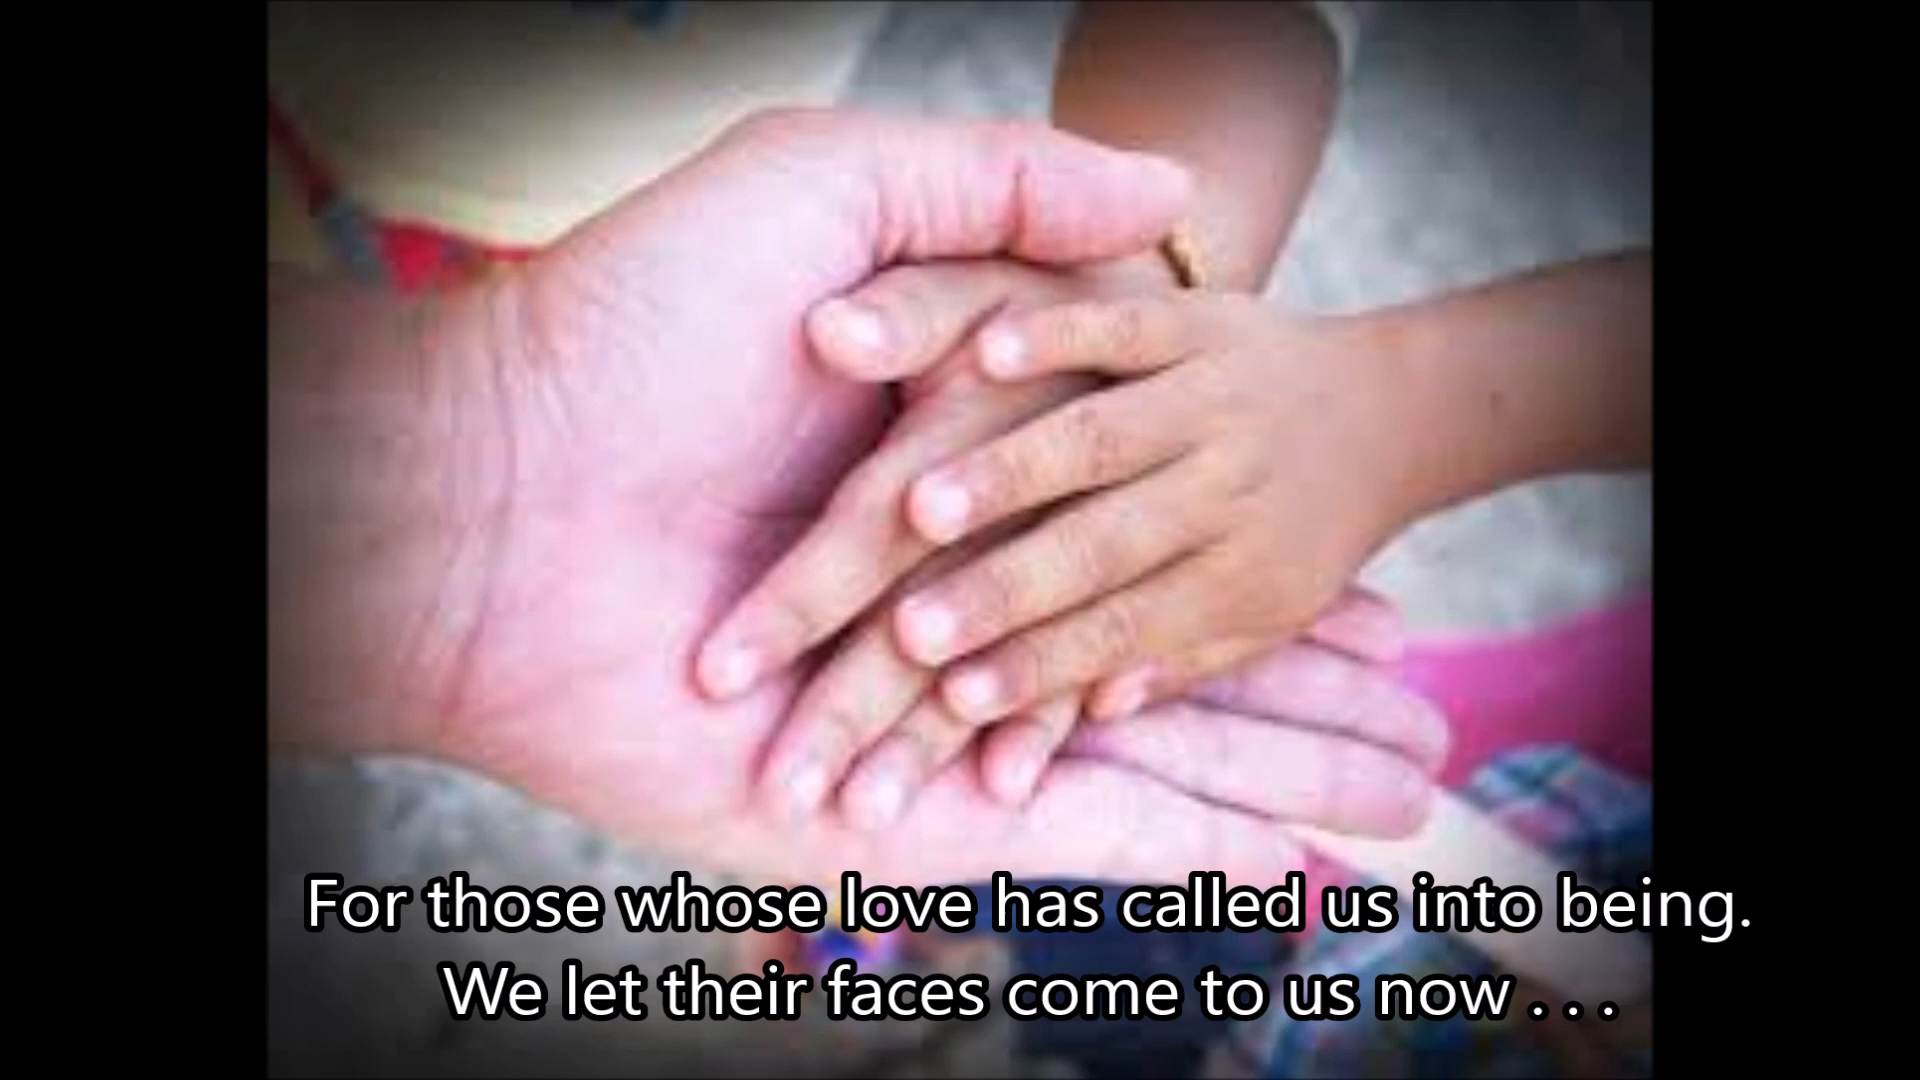 For those whose love has called us into being.
We let their faces come to us now . . .